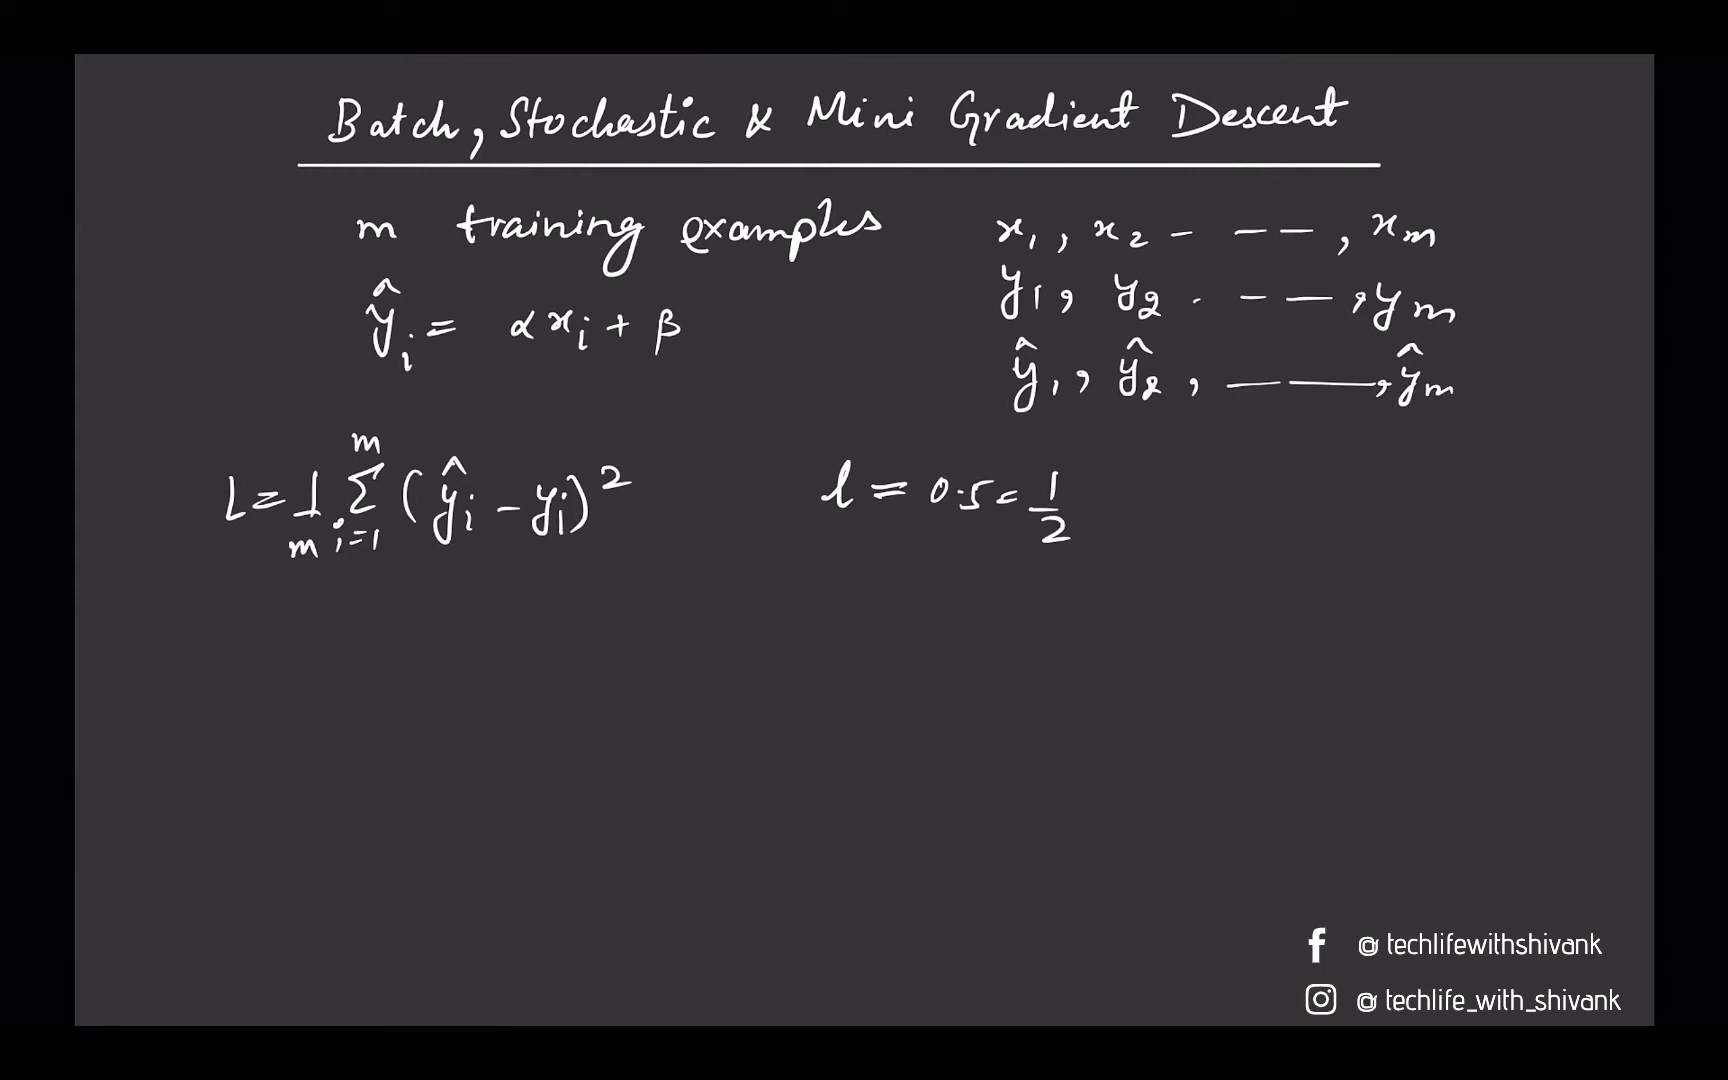 Batch, Stochastic & Mini Gradient Descent
m training examples
x₁, x₂ - - - -, xₘ
y₁, y₂ - - - -, yₘ
ŷᵢ = αxᵢ + β
ŷ₁, ŷ₂, — —, ŷₘ
L = 1/m Σᵢ₌₁ᵐ (ŷᵢ - yᵢ)²
l = 0.5 = 1/2
@ techlifewithshivank
@ techlife_with_shivank